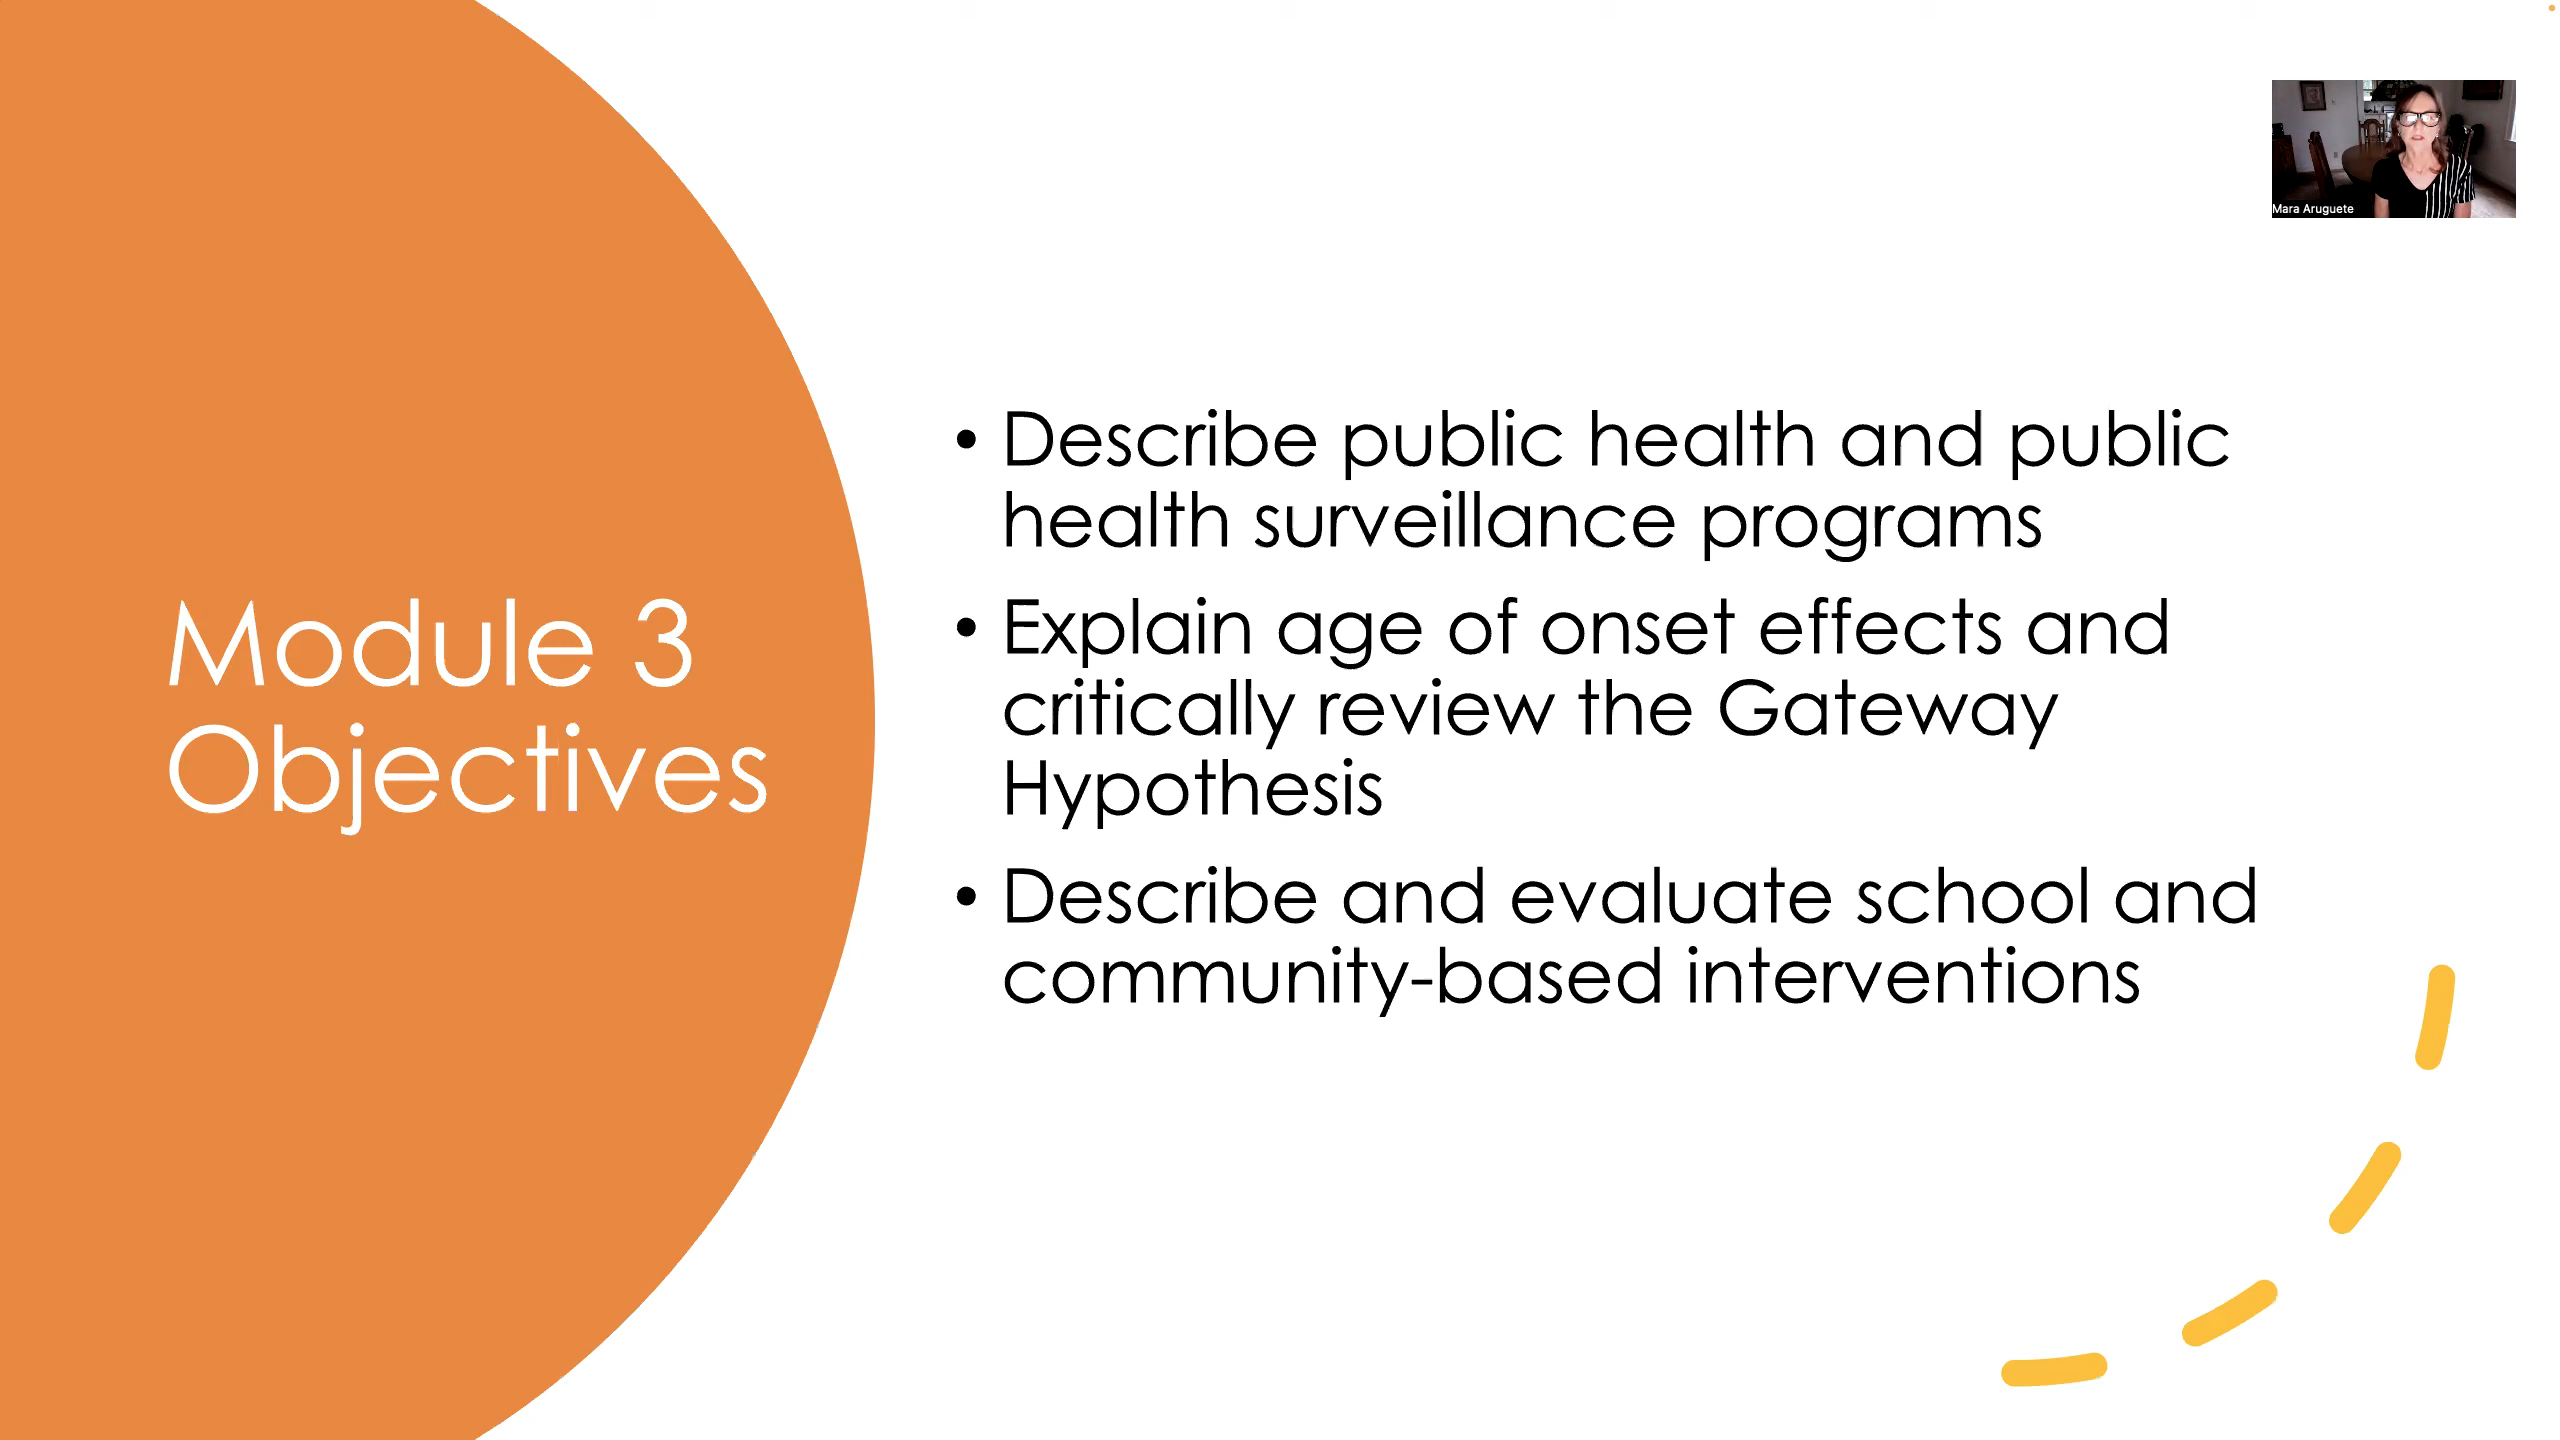 Mara Aruguete
Module 3
Objectives
• Describe public health and public
health surveillance programs
• Explain age of onset effects and
critically review the Gateway
Hypothesis
• Describe and evaluate school and
community-based interventions